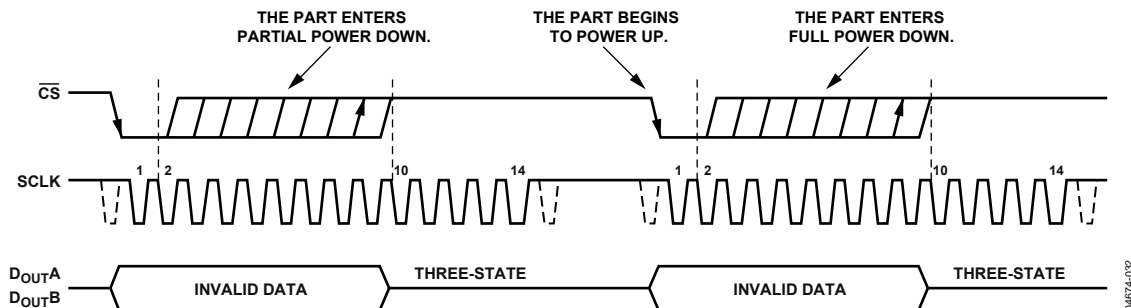 THE PART ENTERS
PARTIAL POWER DOWN.
THE PART BEGINS
TO POWER UP.
THE PART ENTERS
FULL POWER DOWN.
CS
SCLK
1 2 10 14 1 2 10 14
DOUTA
DOUTB
INVALID DATA
THREE-STATE
INVALID DATA
THREE-STATE
04674-032